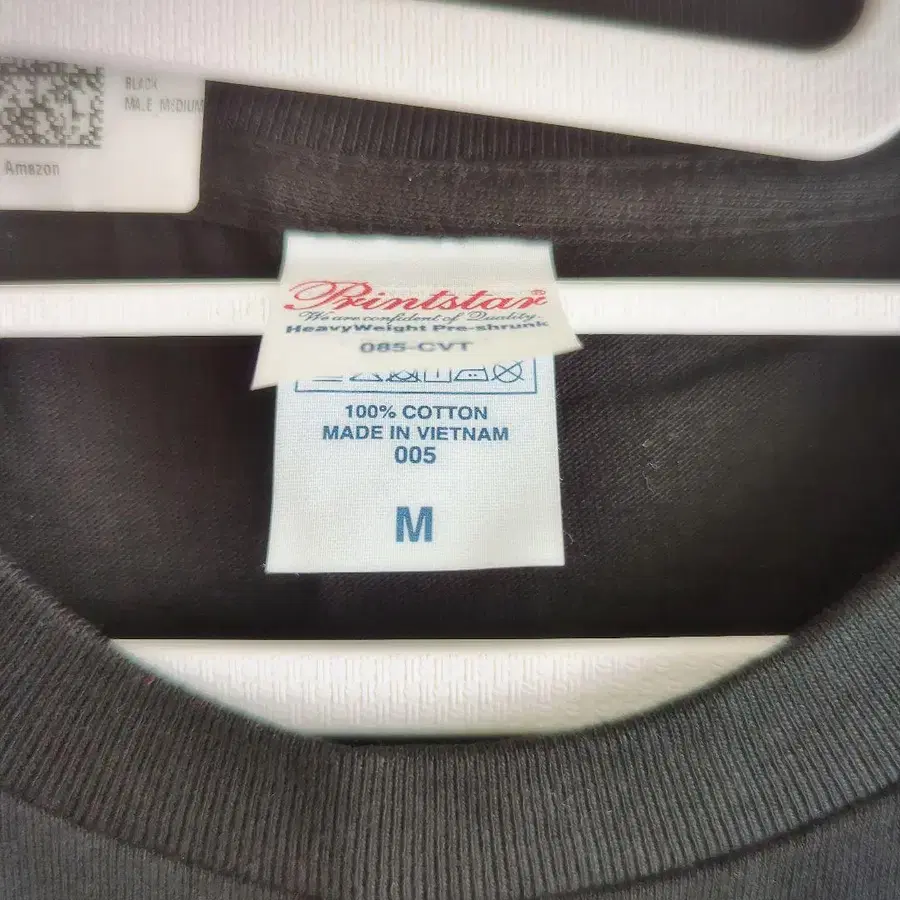 BLACK
MALE_MEDIUM
Amazon
Printstar®
We are confident of Quality.
HeavyWeight Pre-shrunk
085-CVT
100% COTTON
MADE IN VIETNAM
005
M